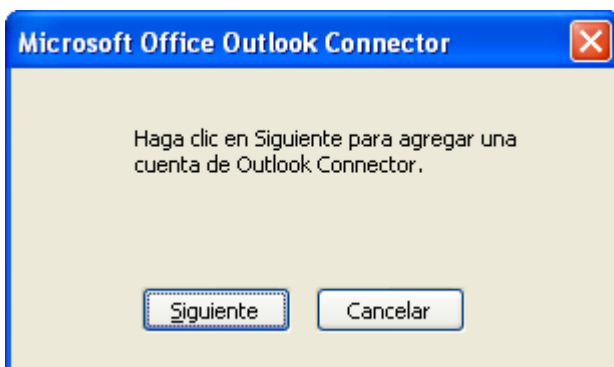 Microsoft Office Outlook Connector
Haga clic en Siguiente para agregar una
cuenta de Outlook Connector.
Siguiente Cancelar